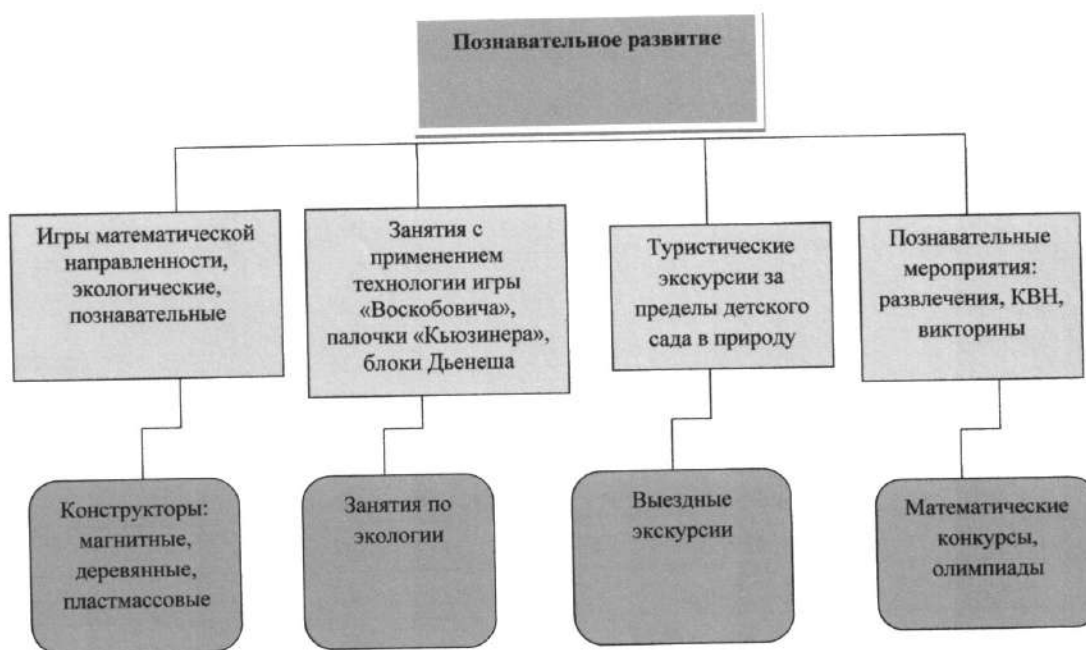 Познавательное развитие
Игры математической
направленности,
экологические,
познавательные
Занятия с
применением
технологии игры
«Воскобовича»,
палочки «Кьюзинера»,
блоки Дьенеша
Туристические
экскурсии за
пределы детского
сада в природу
Познавательные
мероприятия:
развлечения, КВН,
викторины
Конструкторы:
магнитные,
деревянные,
пластмассовые
Занятия по
экологии
Выездные
экскурсии
Математические
конкурсы,
олимпиады